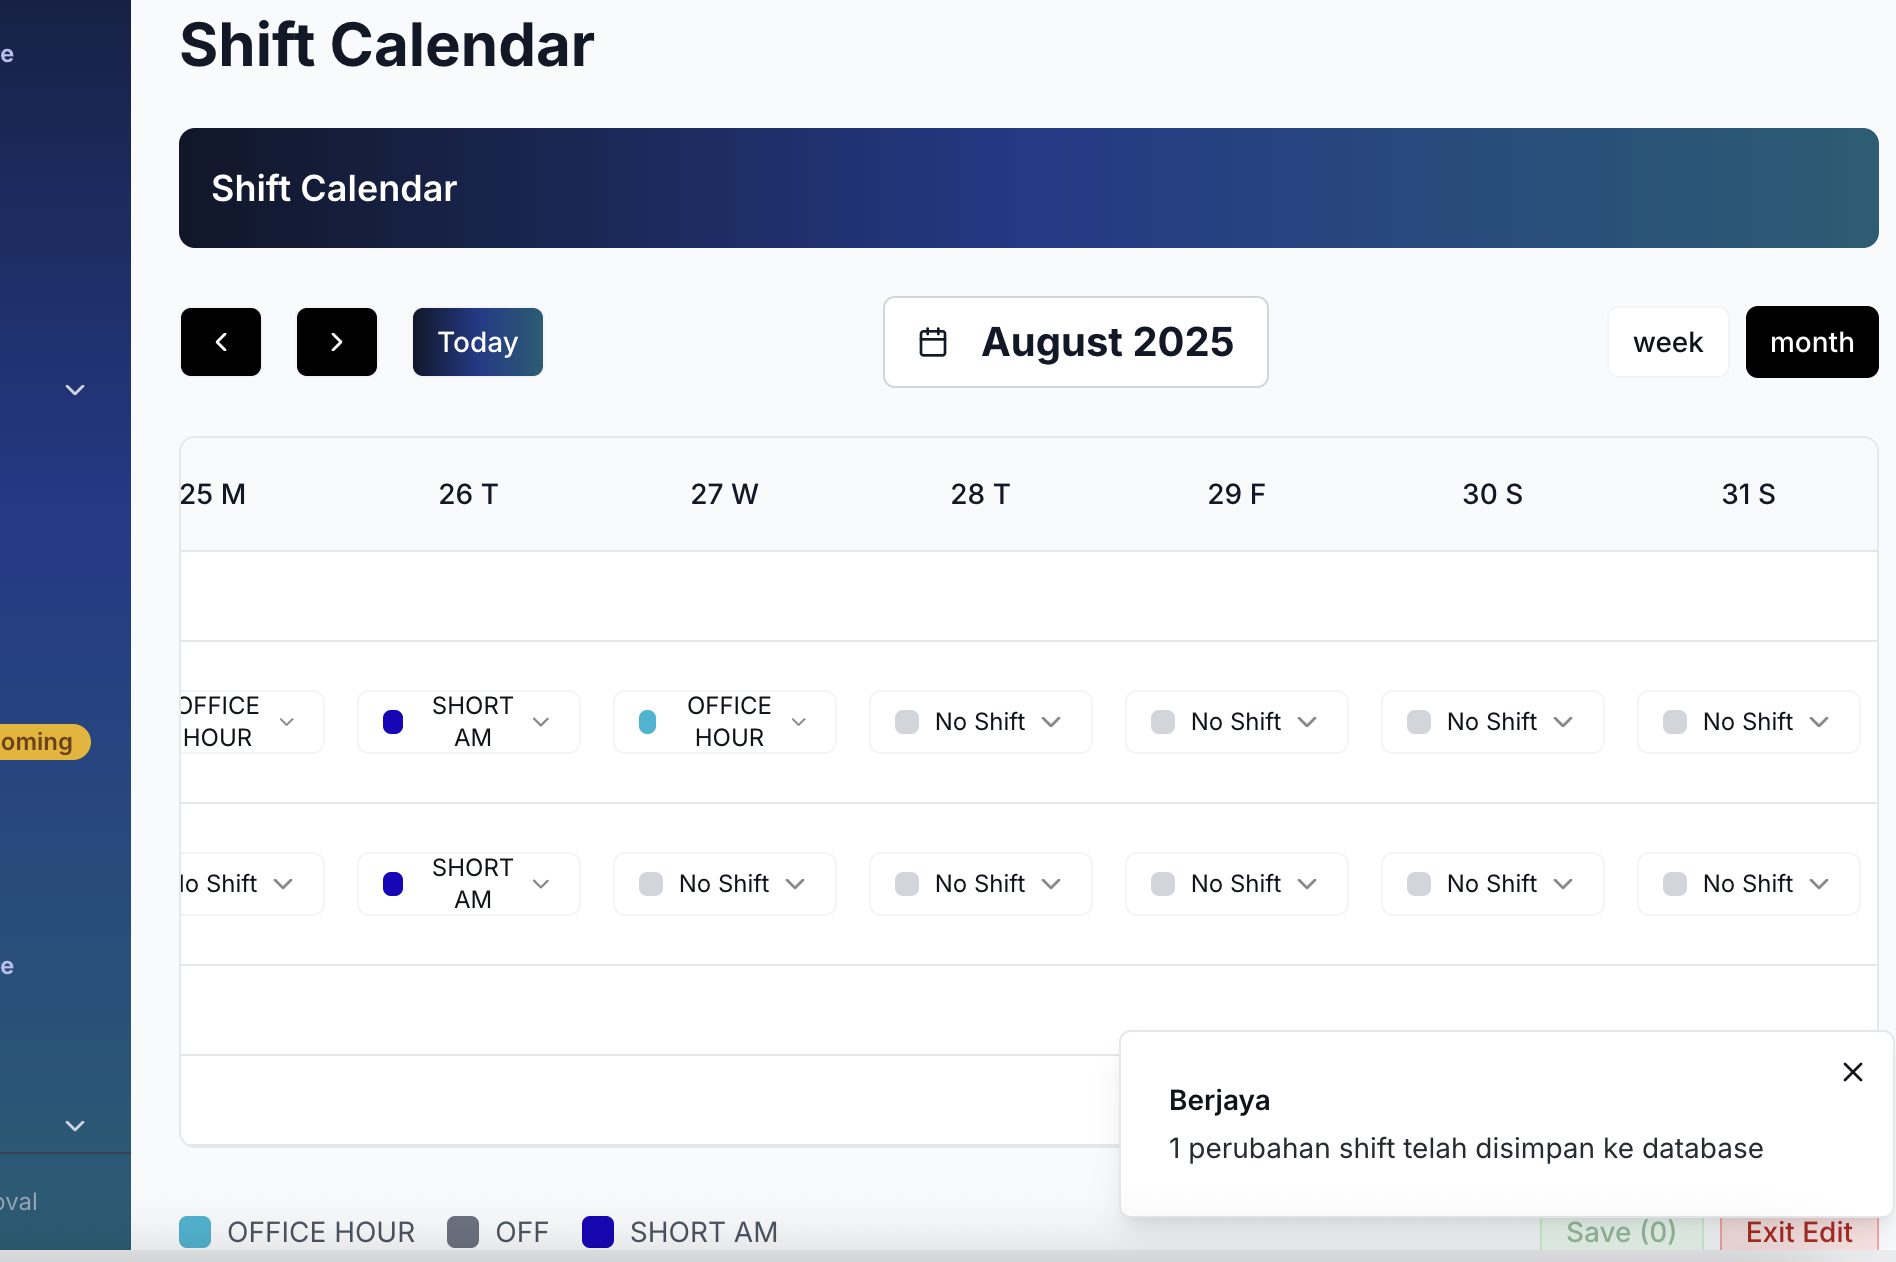 e
Shift Calendar
Shift Calendar
Today
August 2025
week
month
25 M
26 T
27 W
28 T
29 F
30 S
31 S
OFFICE
HOUR
SHORT
AM
OFFICE
HOUR
No Shift
No Shift
No Shift
No Shift
oming
lo Shift
SHORT
AM
No Shift
No Shift
No Shift
No Shift
No Shift
e
Berjaya
1 perubahan shift telah disimpan ke database
oval
OFFICE HOUR
OFF
SHORT AM
Save (0)
Exit Edit